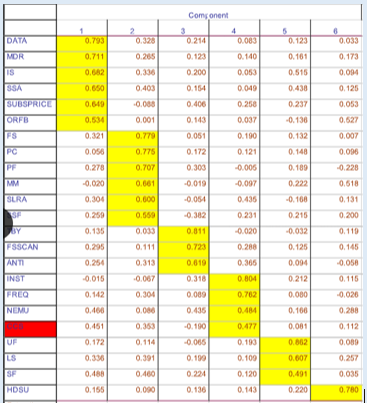 Component
1 2 3 4 5 6
DATA 0.793 0.328 0.214 0.083 0.123 0.033
MDR 0.711 0.265 0.123 0.140 0.161 0.173
IS 0.682 0.336 0.200 0.053 0.515 0.094
SSA 0.650 0.403 0.154 0.049 0.438 0.125
SUBSPRICE 0.649 -0.088 0.406 0.258 0.237 0.053
ORFB 0.534 0.001 0.143 0.037 -0.136 0.527
FS 0.321 0.779 0.051 0.190 0.132 0.007
PC 0.056 0.775 0.172 0.121 0.148 0.096
PF 0.278 0.707 0.303 -0.005 0.189 -0.228
MM -0.020 0.661 -0.019 -0.097 0.222 0.518
SLRA 0.304 0.600 -0.054 0.435 -0.168 0.131
SF 0.259 0.559 -0.382 0.231 0.215 0.200
BY 0.135 0.033 0.811 -0.020 -0.032 0.119
FSSCAN 0.295 0.111 0.723 0.288 0.125 0.145
ANTI 0.254 0.313 0.619 0.365 0.094 -0.058
INST -0.015 -0.067 0.318 0.804 0.212 0.115
FREQ 0.142 0.304 0.089 0.762 0.080 -0.026
NEMU 0.466 0.086 0.435 0.484 0.166 0.288
0.451 0.353 -0.190 0.477 0.081 0.112
UF 0.172 0.114 -0.065 0.193 0.862 0.089
LS 0.336 0.391 0.199 0.109 0.607 0.257
SF 0.488 0.460 0.224 0.120 0.491 0.035
HDSU 0.155 0.090 0.136 0.143 0.220 0.780